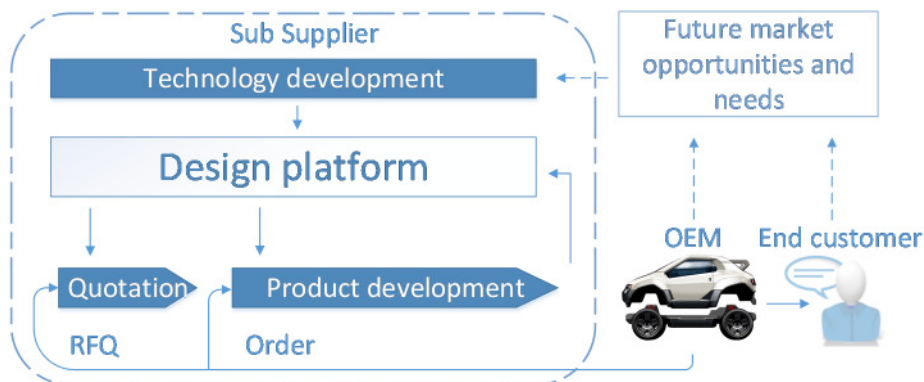 Sub Supplier
Technology development
Design platform
Quotation
Product development
RFQ
Order
Future market
opportunities and
needs
OEM
End customer